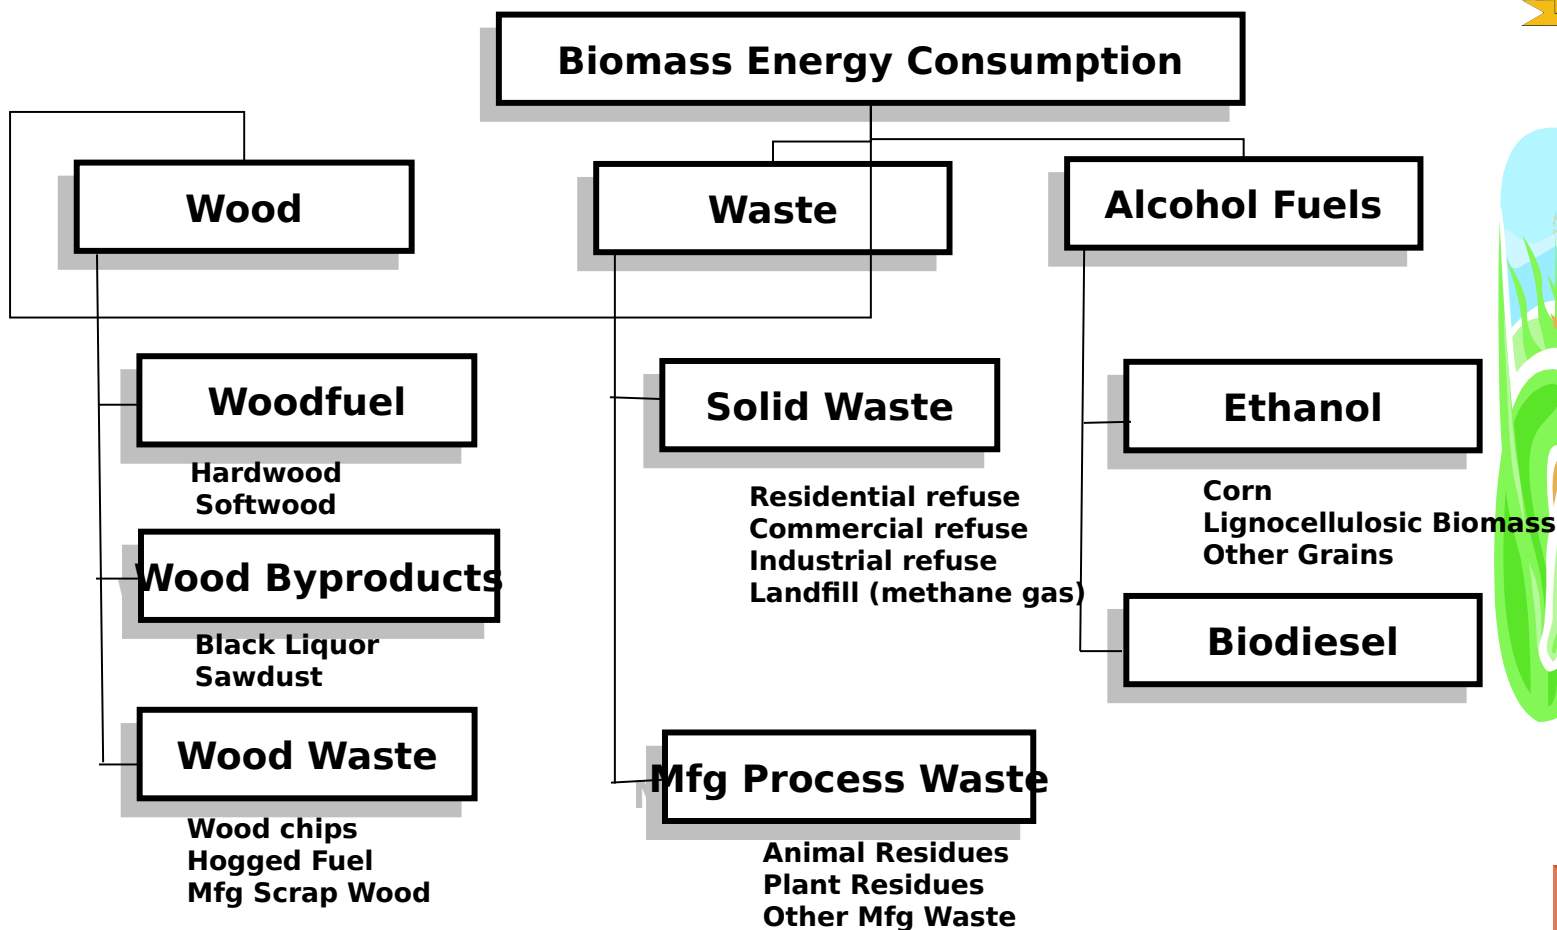 Biomass Energy Consumption
Wood
Waste
Alcohol Fuels
Woodfuel
Hardwood
Softwood
Wood Byproducts
Black Liquor
Sawdust
Wood Waste
Wood chips
Hogged Fuel
Mfg Scrap Wood
Solid Waste
Residential refuse
Commercial refuse
Industrial refuse
Landfill (methane gas)
Mfg Process Waste
Animal Residues
Plant Residues
Other Mfg Waste
Ethanol
Corn
Lignocellulosic Biomass
Other Grains
Biodiesel